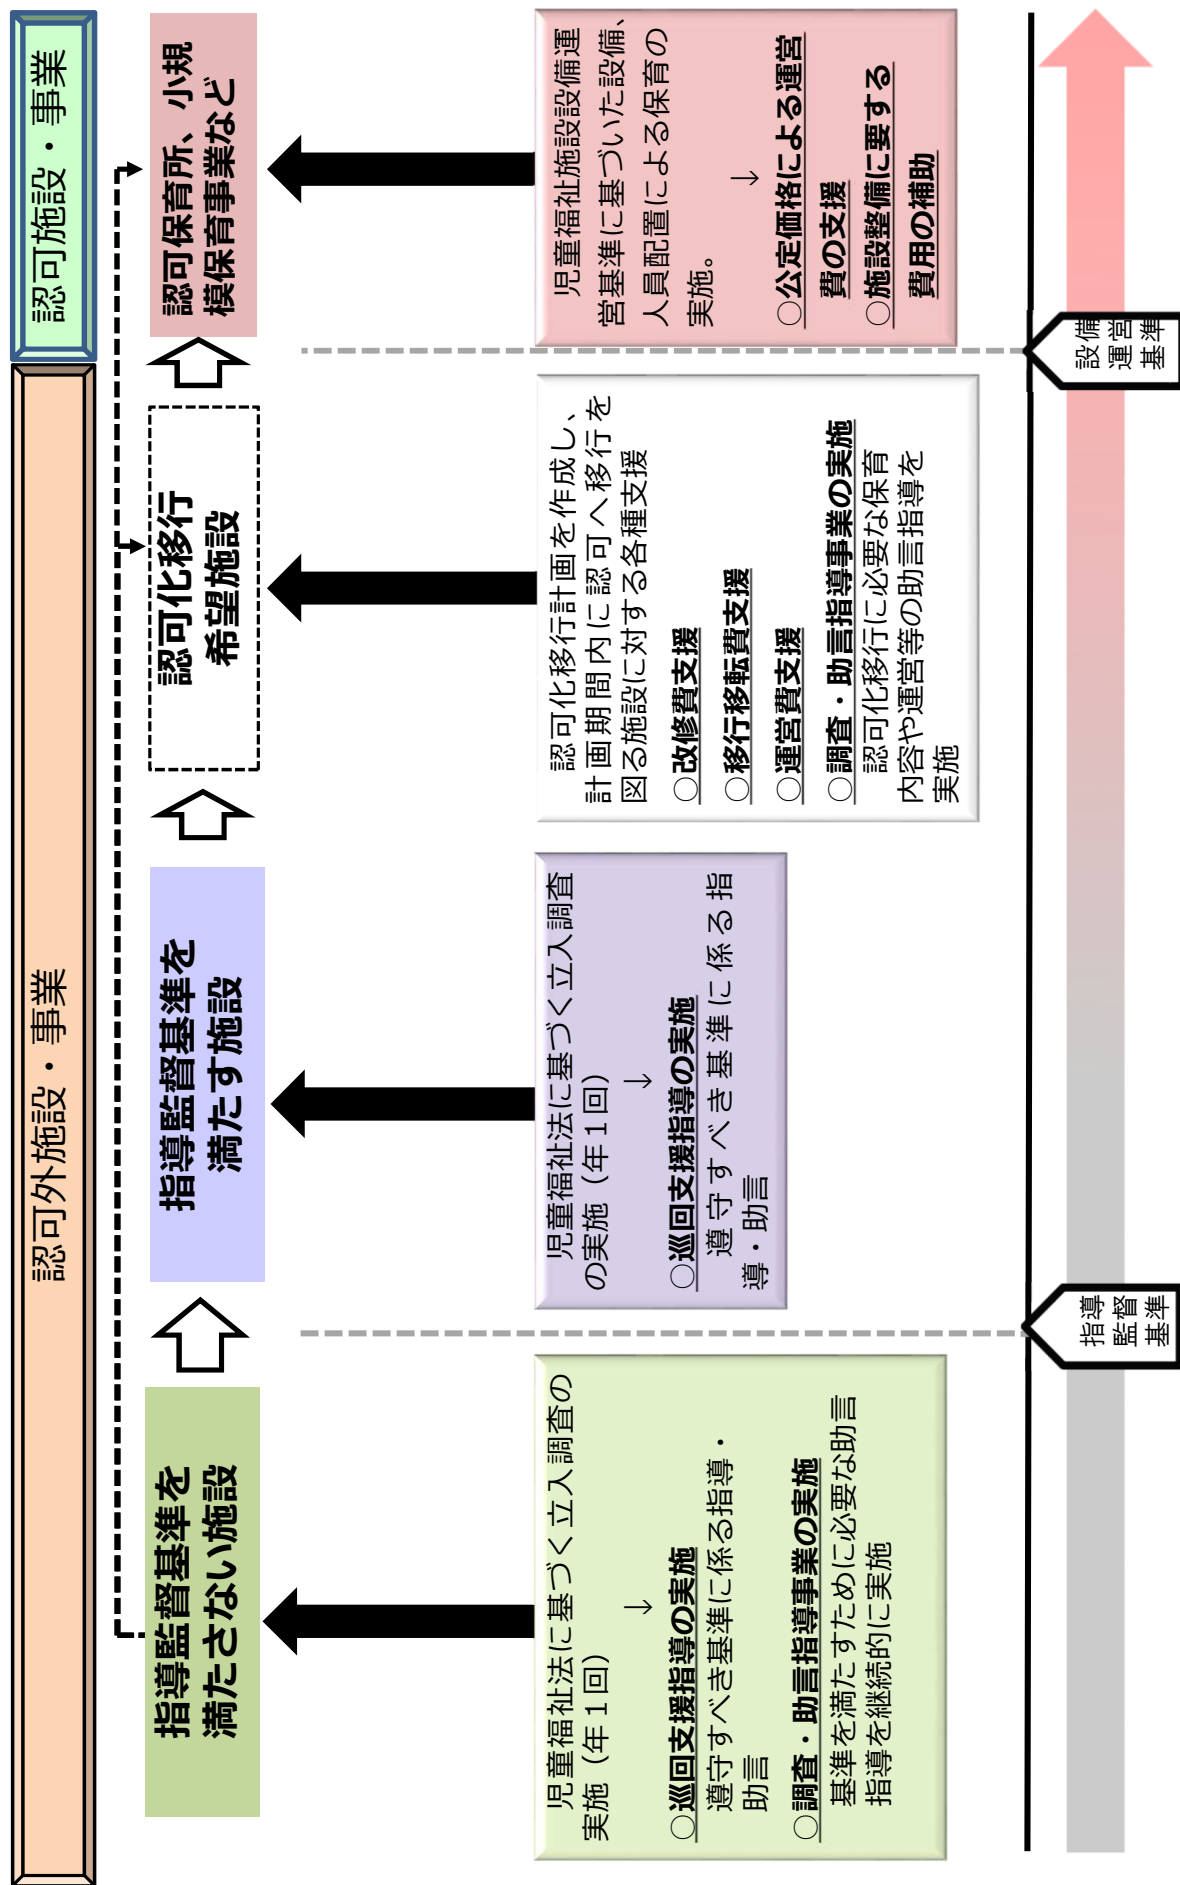 認可外施設・事業
認可施設・事業
指導監督基準を
満たさない施設
指導監督基準を
満たす施設
認可化移行
希望施設
認可保育所、小規
模保育事業など
児童福祉法に基づく立入調査の
実施（年１回）
↓
○巡回支援指導の実施
遵守すべき基準に係る指導・
助言
○調査・助言指導事業の実施
基準を満たすために必要な助言
指導を継続的に実施
児童福祉法に基づく立入調査
の実施（年１回）
↓
○巡回支援指導の実施
遵守すべき基準に係る指
導・助言
認可化移行計画を作成し、
計画期間内に認可へ移行を
図る施設に対する各種支援
○改修費支援
○移行移転費支援
○運営費支援
○調査・助言指導事業の実施
認可化移行に必要な保育
内容や運営等の助言指導を
実施
児童福祉施設設備運
営基準に基づいた設備、
人員配置による保育の
実施。
↓
○公定価格による運営
費の支援
○施設整備に要する
費用の補助
指導
監督
基準
設備
運営
基準